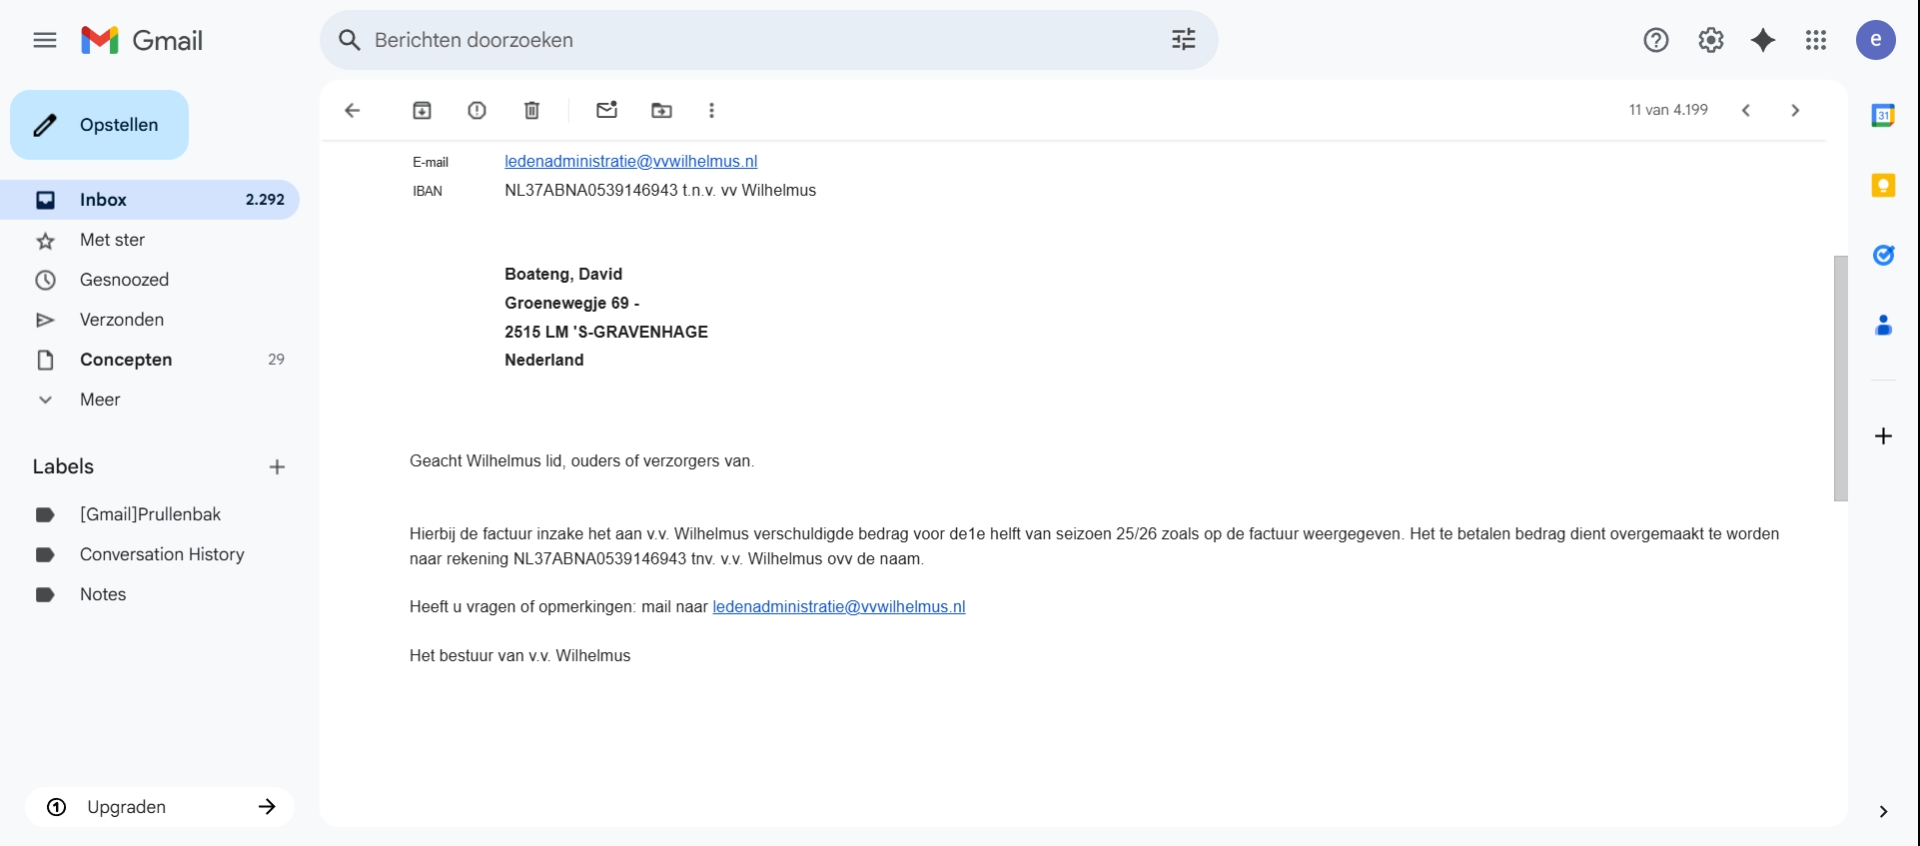 Gmail
Berichten doorzoeken
e
Opstellen
11 van 4.199
31
Inbox 2.292
Met ster
Gesnoozed
Verzonden
Concepten 29
Meer
Labels
[Gmail]Prullenbak
Conversation History
Notes
Upgraden
E-mail ledenadministratie@vvwilhelmus.nl
IBAN NL37ABNA0539146943 t.n.v. vv Wilhelmus
Boateng, David
Groenewegje 69 -
2515 LM 'S-GRAVENHAGE
Nederland
Geacht Wilhelmus lid, ouders of verzorgers van.
Hierbij de factuur inzake het aan v.v. Wilhelmus verschuldigde bedrag voor de1e helft van seizoen 25/26 zoals op de factuur weergegeven. Het te betalen bedrag dient overgemaakt te worden
naar rekening NL37ABNA0539146943 tnv. v.v. Wilhelmus ovv de naam.
Heeft u vragen of opmerkingen: mail naar ledenadministratie@vvwilhelmus.nl
Het bestuur van v.v. Wilhelmus